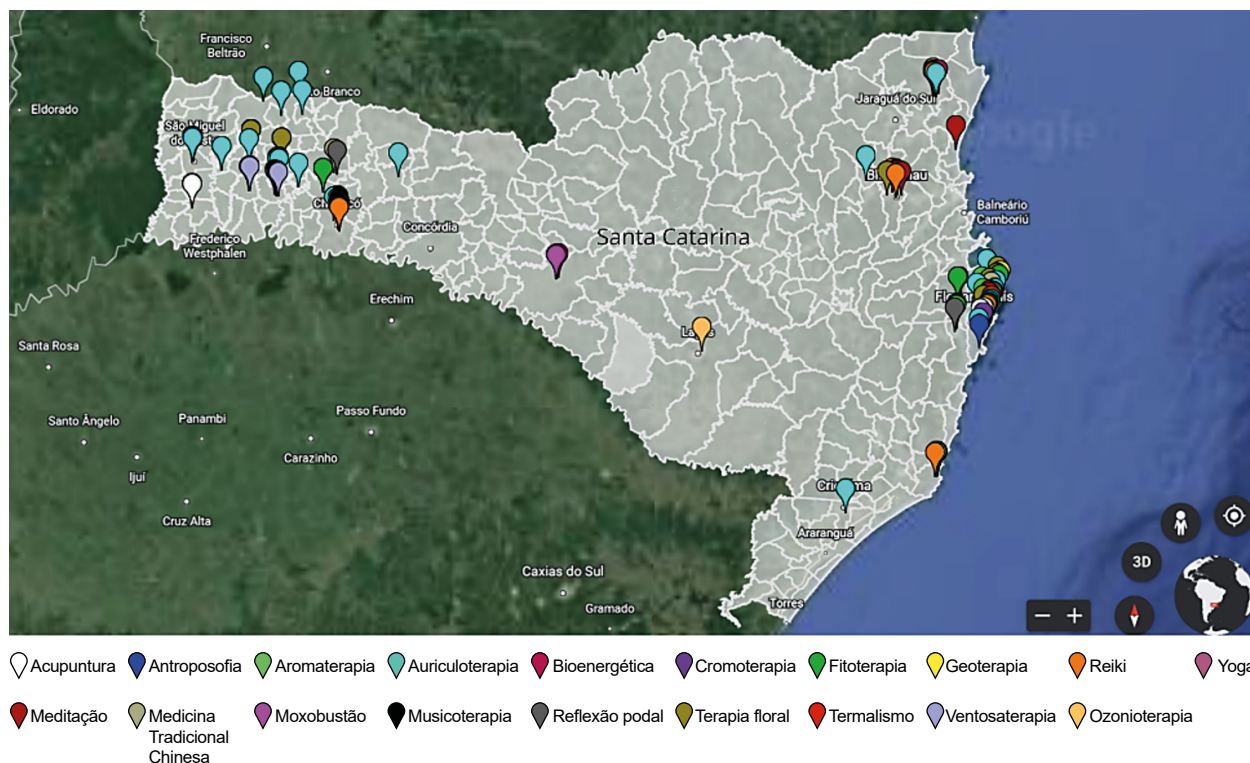 Francisco
Beltrão
o Branco
Eldorado
São Miguel
Jaraguá do Sul
Balneário
Camboriú
Santa Catarina
Concórdia
Frederico
Westphalen
Erechim
Santa Rosa
Santo Ângelo
Panambi
Passo Fundo
Carazinho
Ijuí
Cruz Alta
Araranguá
Caxias do Sul
Gramado
Torres
3D
Acupuntura Antroposofia Aromaterapia Auriculoterapia Bioenergética Cromoterapia Fitoterapia Geoterapia Reiki Yoga
Meditação Medicina Moxobustão Musicoterapia Reflexão podal Terapia floral Termalismo Ventosaterapia Ozonioterapia
Tradicional
Chinesa